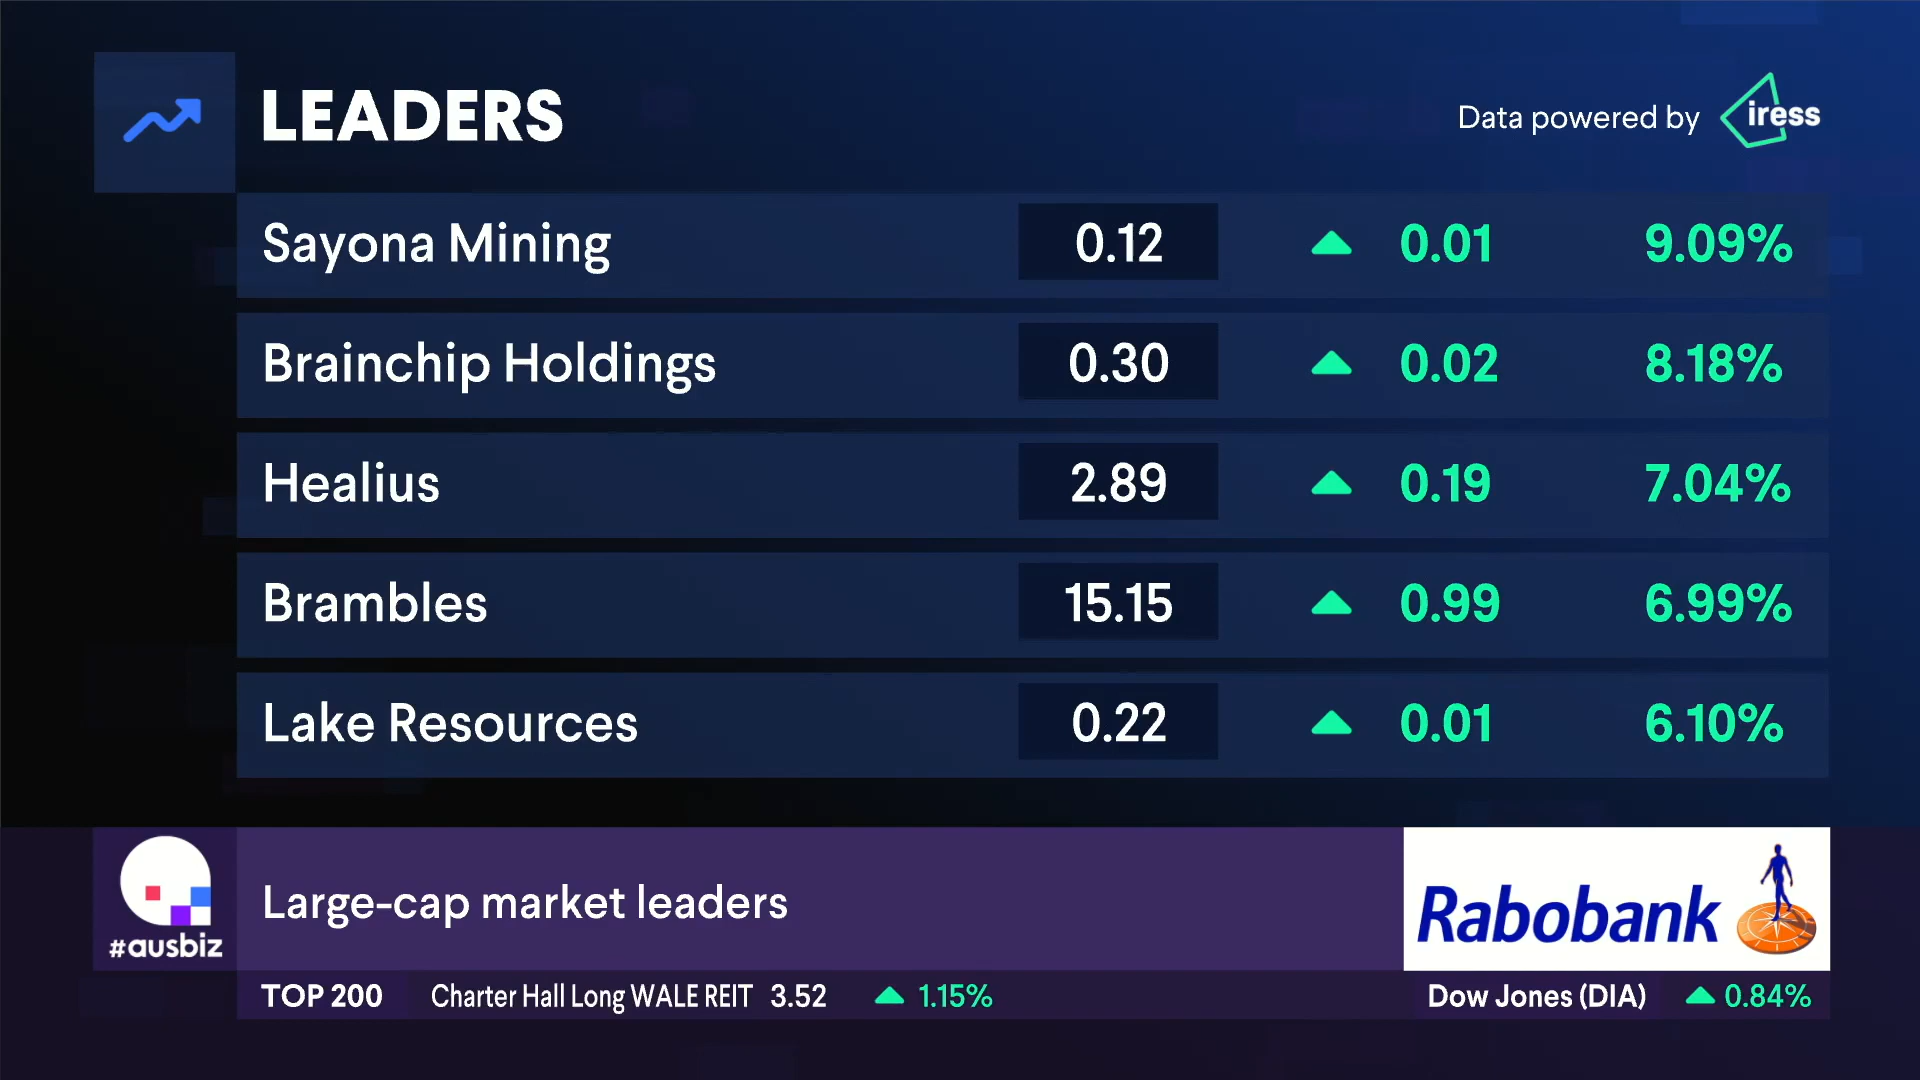 LEADERS
Data powered by iress
Sayona Mining 0.12 0.01 9.09%
Brainchip Holdings 0.30 0.02 8.18%
Healius 2.89 0.19 7.04%
Brambles 15.15 0.99 6.99%
Lake Resources 0.22 0.01 6.10%
Large-cap market leaders
Rabobank
#ausbiz
TOP 200 Charter Hall Long WALE REIT 3.52 1.15% Dow Jones (DIA) 0.84%